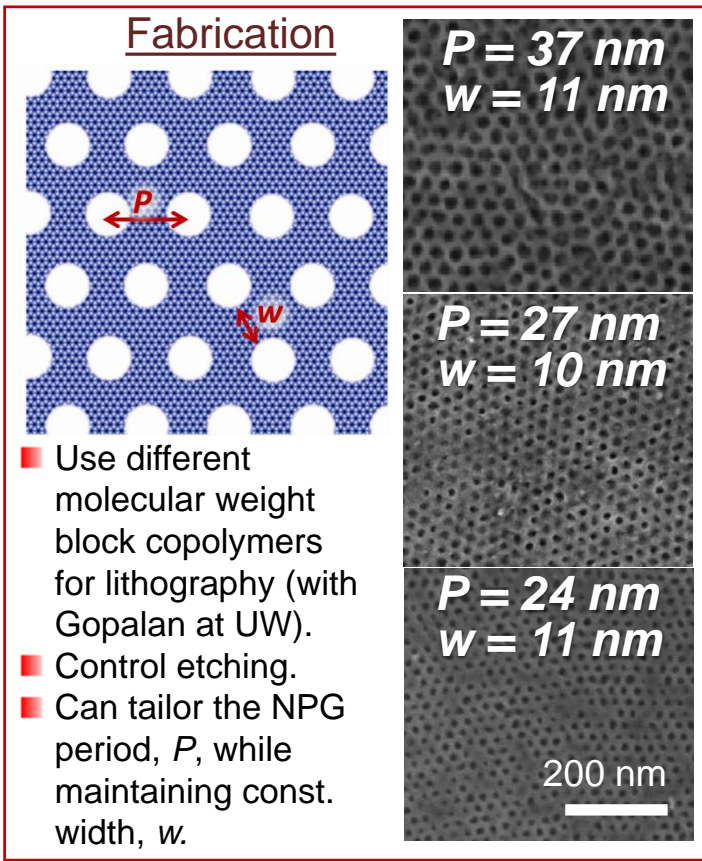 Fabrication
P
w
Use different
molecular weight
block copolymers
for lithography (with
Gopalan at UW).
Control etching.
Can tailor the NPG
period, P, while
maintaining const.
width, w.
P = 37 nm
w = 11 nm
P = 27 nm
w = 10 nm
P = 24 nm
w = 11 nm
200 nm